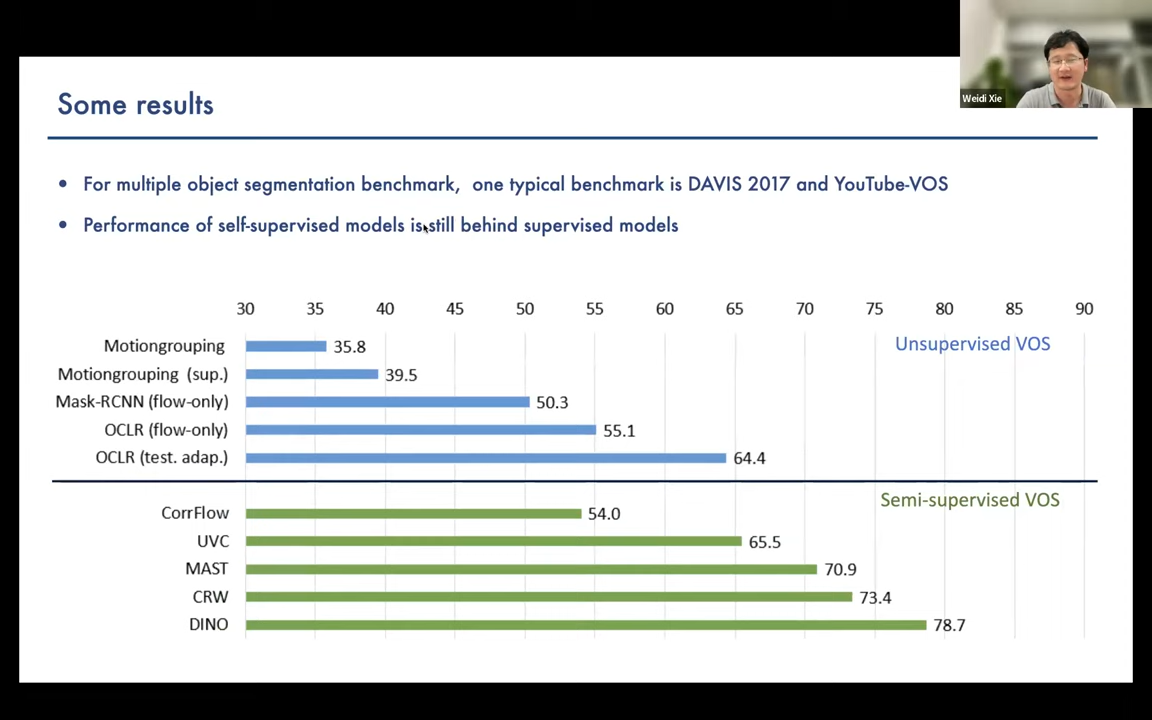 Some results
Weidi Xie
• For multiple object segmentation benchmark, one typical benchmark is DAVIS 2017 and YouTube-VOS
• Performance of self-supervised models is still behind supervised models
30 35 40 45 50 55 60 65 70 75 80 85 90
Unsupervised VOS
Motiongrouping 35.8
Motiongrouping (sup.) 39.5
Mask-RCNN (flow-only) 50.3
OCLR (flow-only) 55.1
OCLR (test. adap.) 64.4
Semi-supervised VOS
CorrFlow 54.0
UVC 65.5
MAST 70.9
CRW 73.4
DINO 78.7